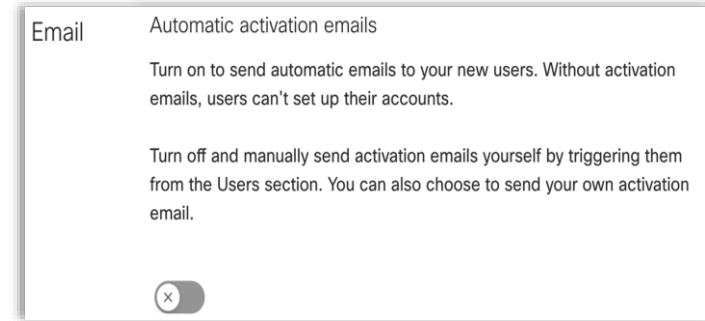 Email
Automatic activation emails
Turn on to send automatic emails to your new users. Without activation
emails, users can't set up their accounts.
Turn off and manually send activation emails yourself by triggering them
from the Users section. You can also choose to send your own activation
email.